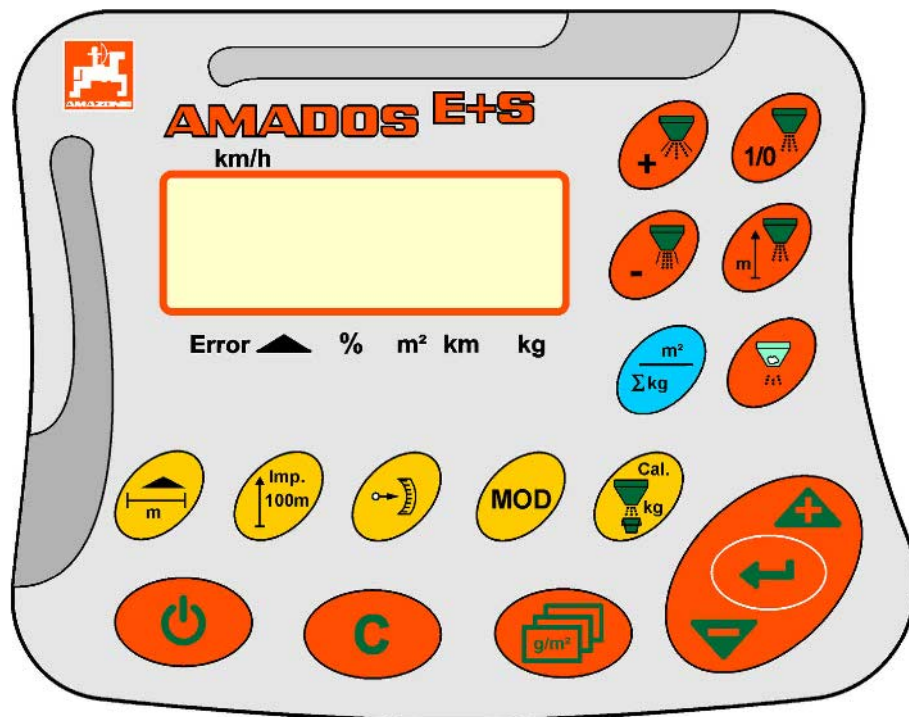 AMAZONE
AMADOS E+S
km/h
+
1/0
-
m
Error % m² km kg
m²
Σkg
m
Imp.
100m
MOD
Cal.
kg
C
g/m²